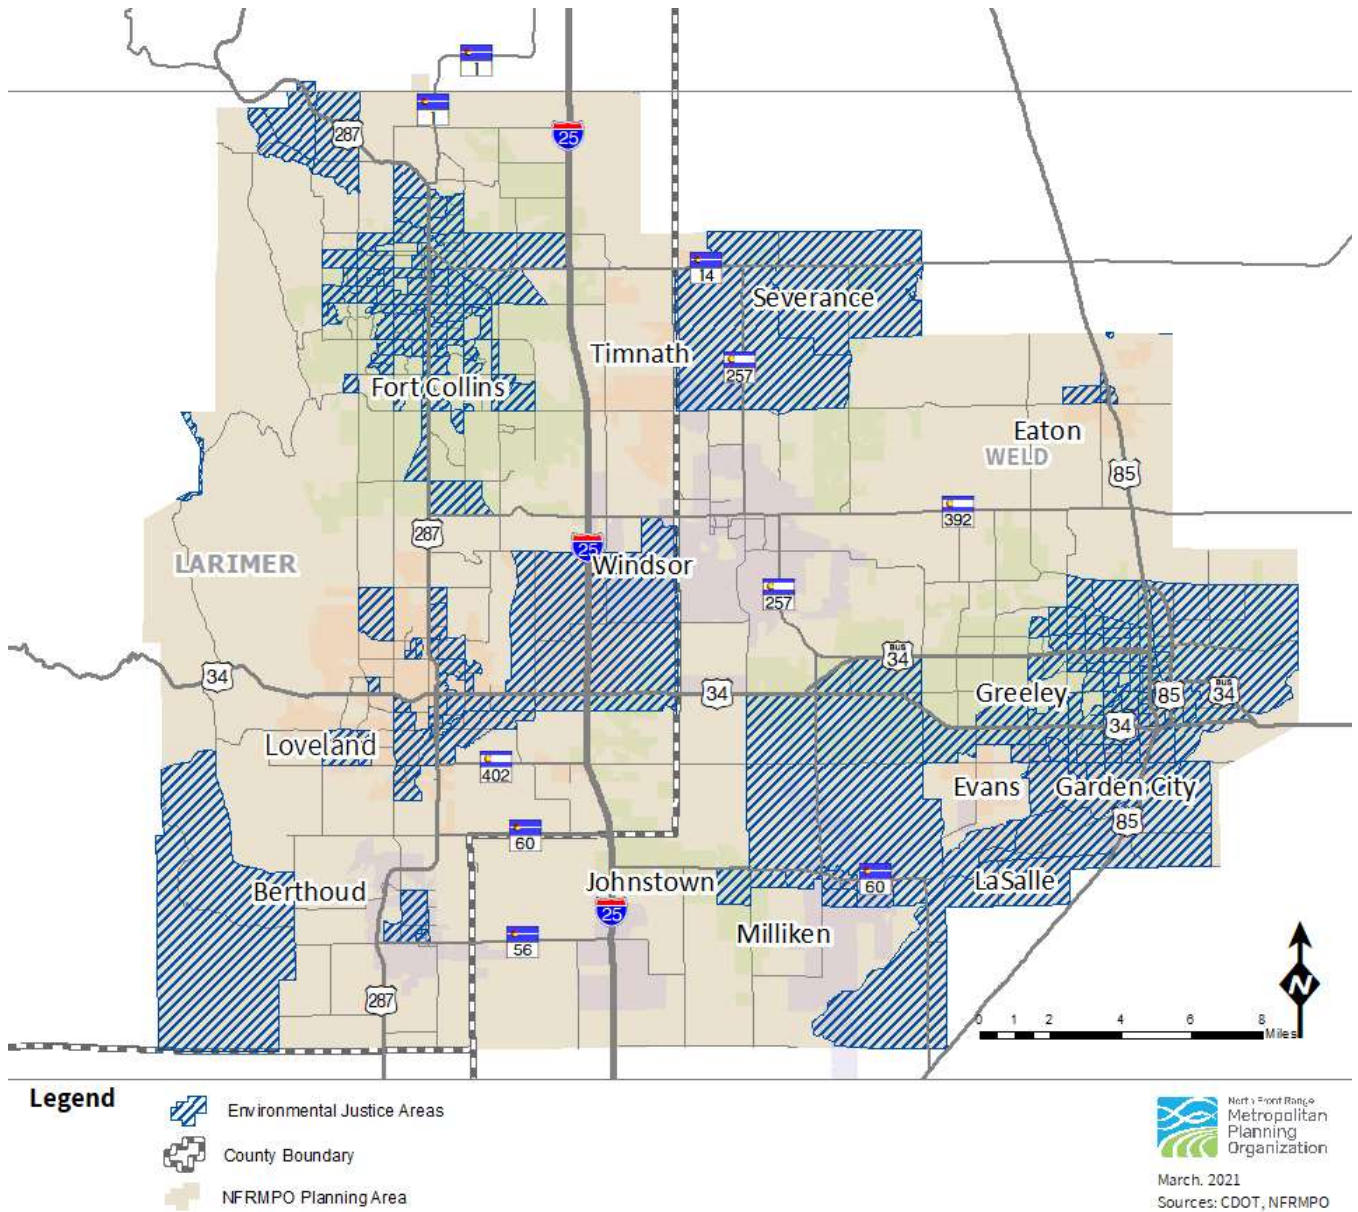 1
1
287
25
14
Severance
Timnath
257
Fort Collins
Eaton
WELD
85
392
287
25
LARIMER
Windsor
257
BUS
34
34
34
Greeley
85
BUS
34
34
Loveland
402
Evans
Garden City
85
60
Berthoud
Johnstown
60
LaSalle
25
Milliken
56
287
N
0 1 2 4 6 8
Miles
Legend
Environmental Justice Areas
County Boundary
NFRMPO Planning Area
North Front Range
Metropolitan
Planning
Organization
March. 2021
Sources: CDOT, NFRMPO